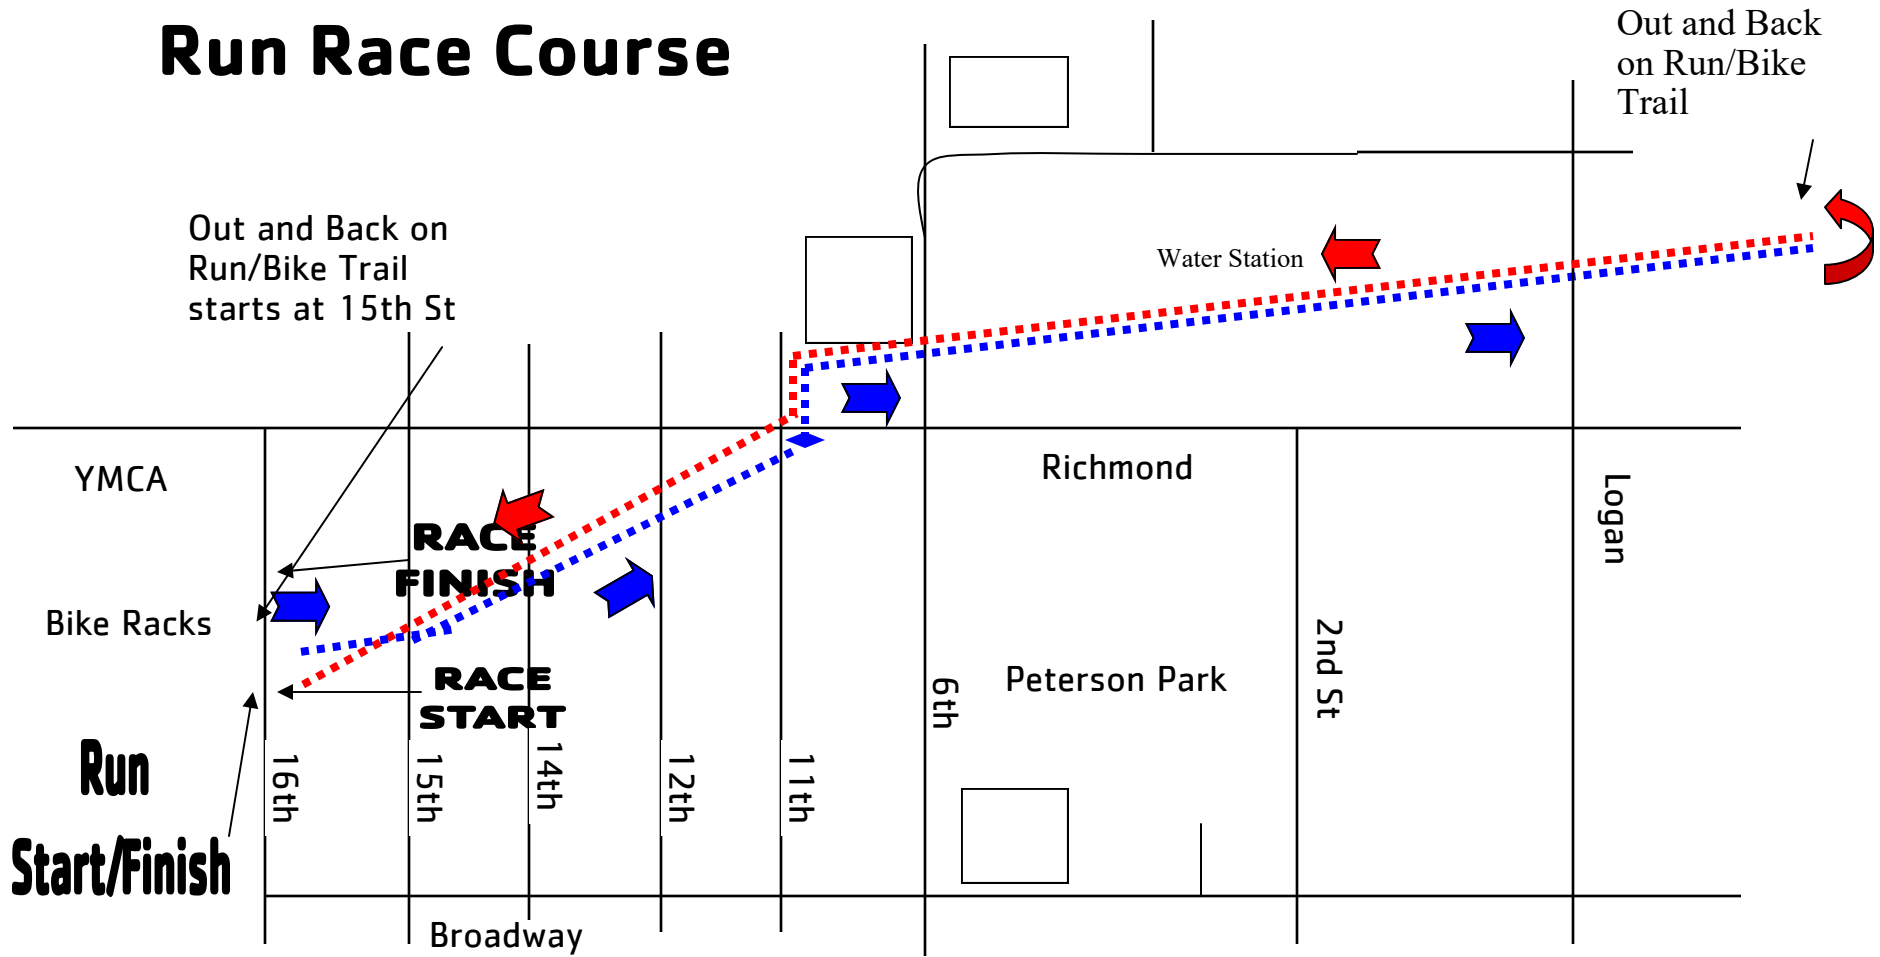 Run Race Course
Out and Back
on Run/Bike
Trail
Out and Back on
Run/Bike Trail
starts at 15th St
Water Station
YMCA
Richmond
Logan
RACE
FINISH
Bike Racks
2nd St
RACE
START
Peterson Park
6th
Run
Start/Finish
16th
15th
14th
12th
11th
Broadway